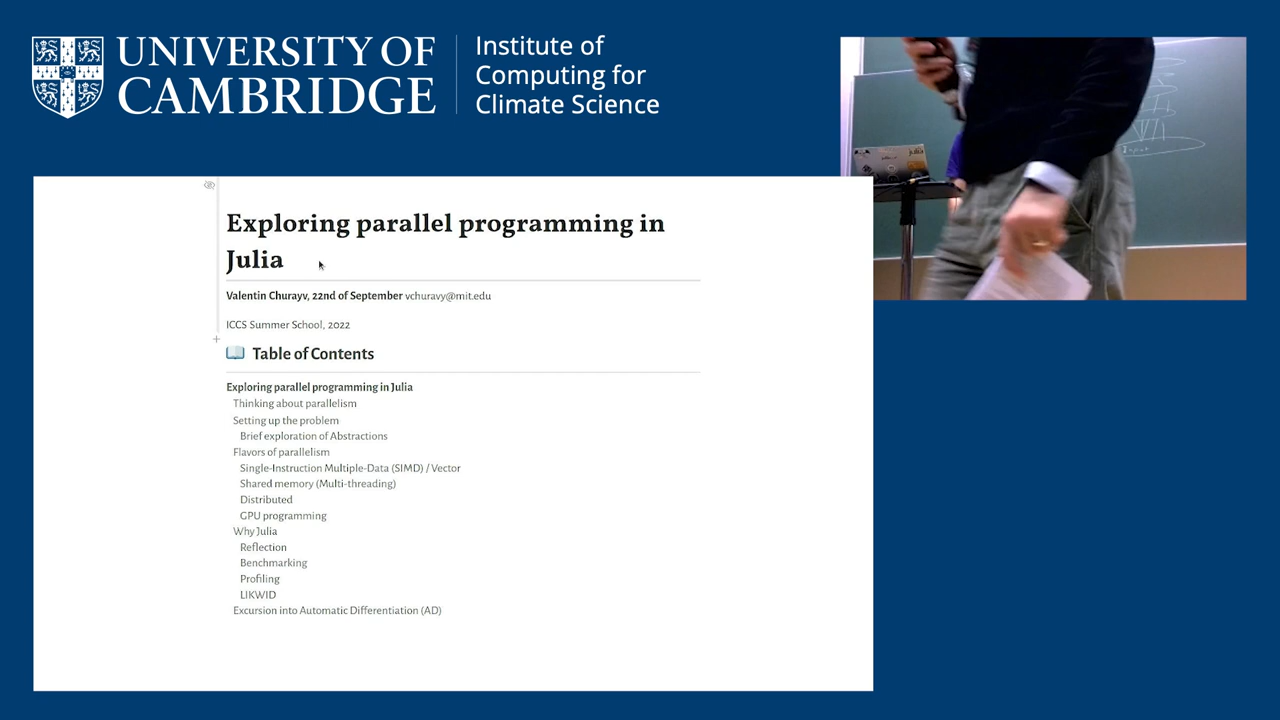 UNIVERSITY OF
CAMBRIDGE
Institute of
Computing for
Climate Science
Exploring parallel programming in
Julia
Valentin Churayv, 22nd of September vchuravy@mit.edu
ICCS Summer School, 2022
Table of Contents
Exploring parallel programming in Julia
Thinking about parallelism
Setting up the problem
Brief exploration of Abstractions
Flavors of parallelism
Single-Instruction Multiple-Data (SIMD) / Vector
Shared memory (Multi-threading)
Distributed
GPU programming
Why Julia
Reflection
Benchmarking
Profiling
LIKWID
Excursion into Automatic Differentiation (AD)
julia